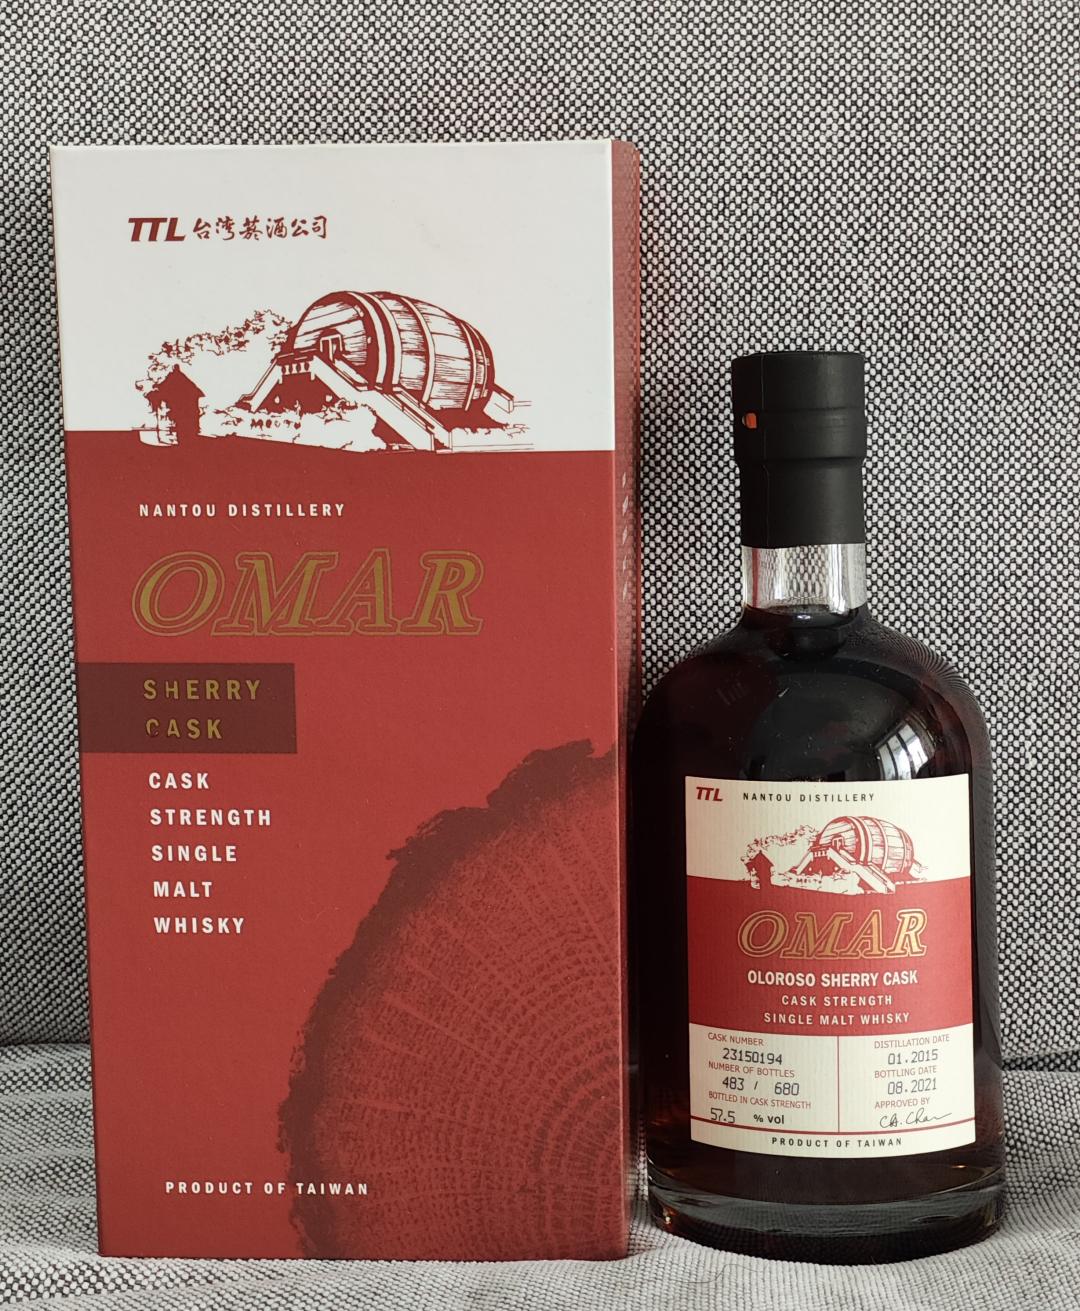 TTL 台湾菸酒公司
NANTOU DISTILLERY
OMAR
SHERRY
CASK
CASK
STRENGTH
SINGLE
MALT
WHISKY
PRODUCT OF TAIWAN
TTL NANTOU DISTILLERY
OMAR
OLOROSO SHERRY CASK
CASK STRENGTH
SINGLE MALT WHISKY
CASK NUMBER
23150194
NUMBER OF BOTTLES
483 / 680
BOTTLED IN CASK STRENGTH
57.5 % vol
DISTILLATION DATE
01.2015
BOTTLING DATE
08.2021
APPROVED BY
PRODUCT OF TAIWAN